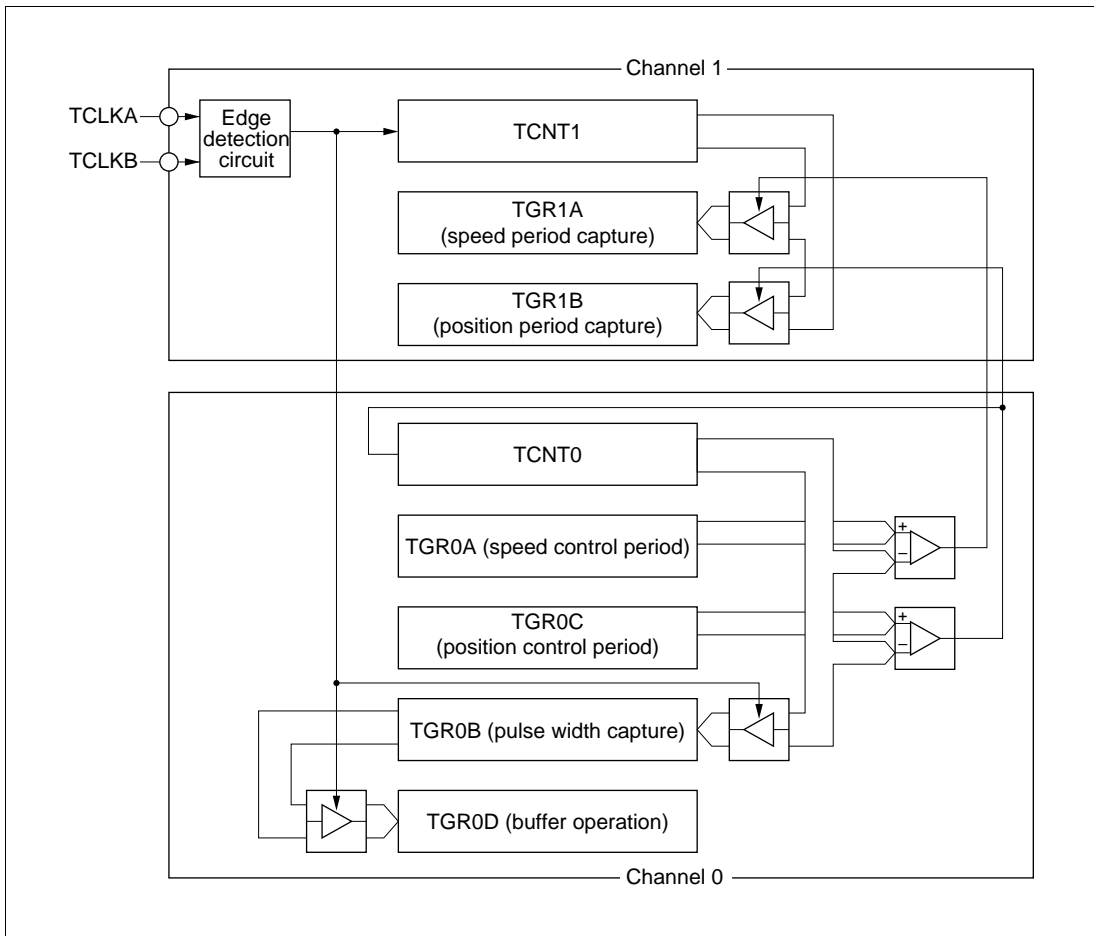 Channel 1
TCLKA
TCLKB
Edge
detection
circuit
TCNT1
TGR1A
(speed period capture)
TGR1B
(position period capture)
TCNT0
TGR0A (speed control period)
+
−
TGR0C
(position control period)
+
−
TGR0B (pulse width capture)
TGR0D (buffer operation)
Channel 0